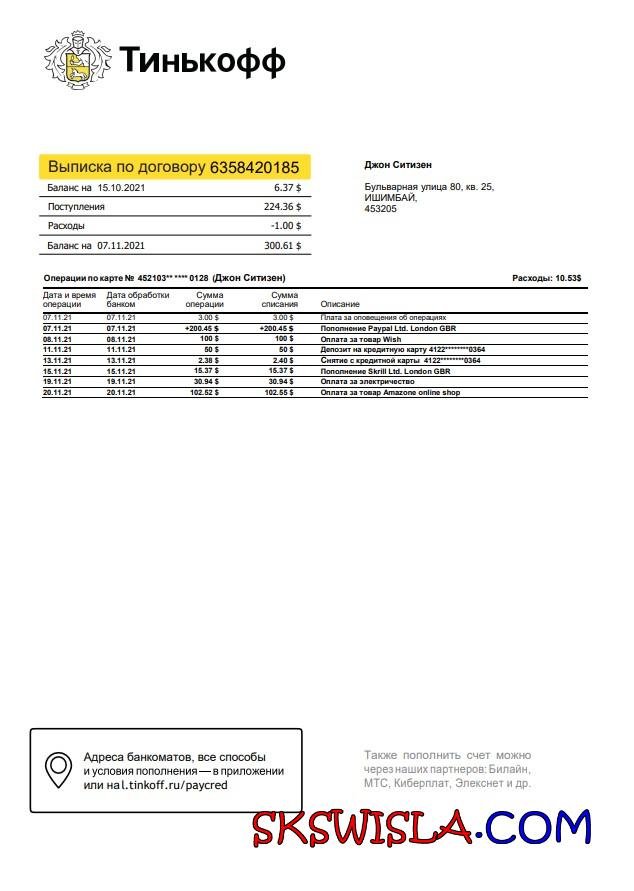 Тинькофф
Выписка по договору 6358420185
Баланс на 15.10.2021 6.37 $
Поступления 224.36 $
Расходы -1.00 $
Баланс на 07.11.2021 300.61 $
Джон Ситизен
Бульварная улица 80, кв. 25,
ИШИМБАЙ,
453205
Операции по карте № 452103** **** 0128 (Джон Ситизен) Расходы: 10.53$
Дата и время Дата обработки Сумма Сумма
операции банком операции списания Описание
07.11.21 07.11.21 3.00 $ 3.00 $ Плата за оповещения об операциях
07.11.21 07.11.21 +200.45 $ +200.45 $ Пополнение Paypal Ltd. London GBR
08.11.21 08.11.21 100 $ 100 $ Оплата за товар Wish
11.11.21 11.11.21 50 $ 50 $ Депозит на кредитную карту 4122********0364
13.11.21 13.11.21 2.38 $ 2.40 $ Снятие с кредитной карты 4122********0364
15.11.21 15.11.21 15.37 $ 15.37 $ Пополнение Skrill Ltd. London GBR
19.11.21 19.11.21 30.94 $ 30.94 $ Оплата за электричество
20.11.21 20.11.21 102.52 $ 102.55 $ Оплата за товар Amazone online shop
Адреса банкоматов, все способы
и условия пополнения — в приложении
или на l.tinkoff.ru/paycred
Также пополнить счет можно
через наших партнеров: Билайн,
МТС, Киберплат, Элекснет и др.
SKSWISLA.COM